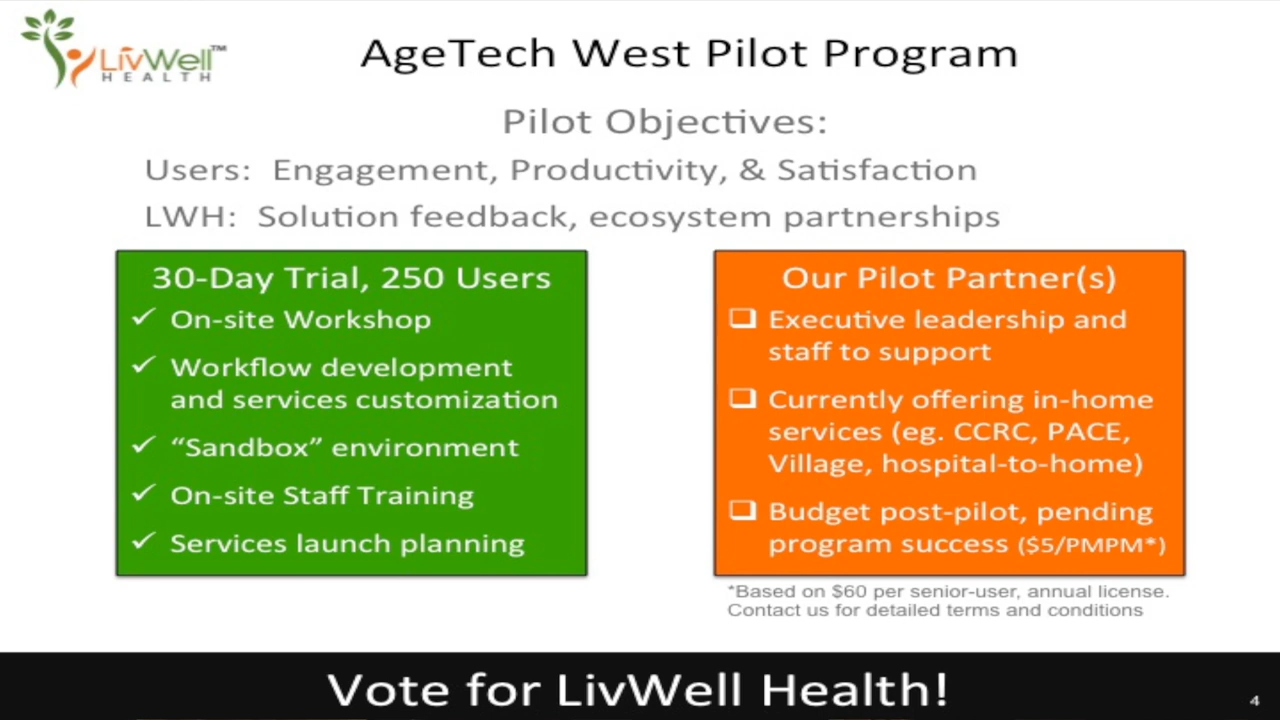 LivWell™
HEALTH
AgeTech West Pilot Program
Pilot Objectives:
Users: Engagement, Productivity, & Satisfaction
LWH: Solution feedback, ecosystem partnerships
30-Day Trial, 250 Users
✓ On-site Workshop
✓ Workflow development
and services customization
✓ “Sandbox” environment
✓ On-site Staff Training
✓ Services launch planning
Our Pilot Partner(s)
❑ Executive leadership and
staff to support
❑ Currently offering in-home
services (eg. CCRC, PACE,
Village, hospital-to-home)
❑ Budget post-pilot, pending
program success ($5/PMPM*)
*Based on $60 per senior-user, annual license.
Contact us for detailed terms and conditions
Vote for LivWell Health!
4